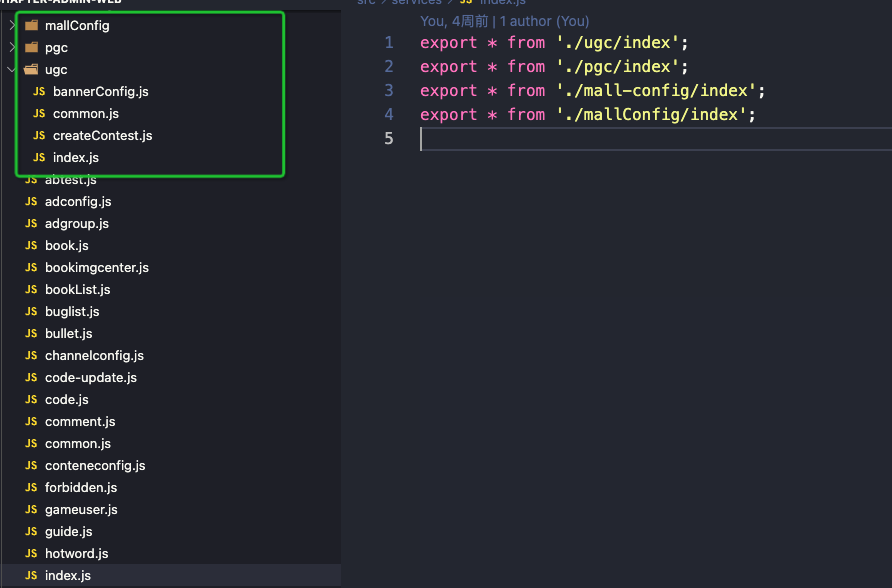 CHAPTER-ADMIN-WEB
mallConfig
pgc
ugc
JS bannerConfig.js
JS common.js
JS createContest.js
JS index.js
JS abtest.js
JS adconfig.js
JS adgroup.js
JS book.js
JS bookimgcenter.js
JS bookList.js
JS buglist.js
JS bullet.js
JS channelconfig.js
JS code-update.js
JS code.js
JS comment.js
JS common.js
JS conteneconfig.js
JS forbidden.js
JS gameuser.js
JS guide.js
JS hotword.js
JS index.js
src > services > JS index.js
You, 4周前 | 1 author (You)
1 export * from './ugc/index';
2 export * from './pgc/index';
3 export * from './mall-config/index';
4 export * from './mallConfig/index';
5